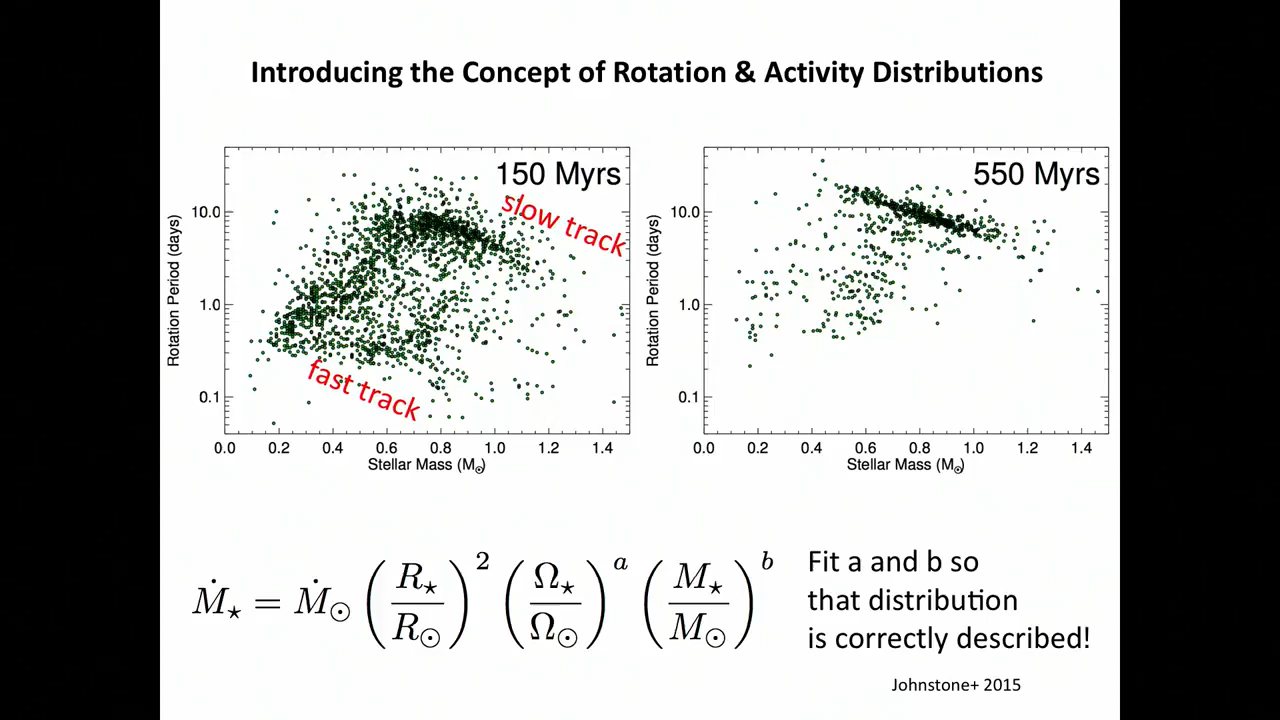 Introducing the Concept of Rotation & Activity Distributions
150 Myrs
slow track
fast track
10.0
1.0
0.1
Rotation Period (days)
0.0 0.2 0.4 0.6 0.8 1.0 1.2 1.4
Stellar Mass (M⊙)
550 Myrs
10.0
1.0
0.1
Rotation Period (days)
0.0 0.2 0.4 0.6 0.8 1.0 1.2 1.4
Stellar Mass (M⊙)
Ṁ⋆ = Ṁ⊙ (R⋆/R⊙)² (Ω⋆/Ω⊙)ᵃ (M⋆/M⊙)ᵇ
Fit a and b so
that distribution
is correctly described!
Johnstone+ 2015